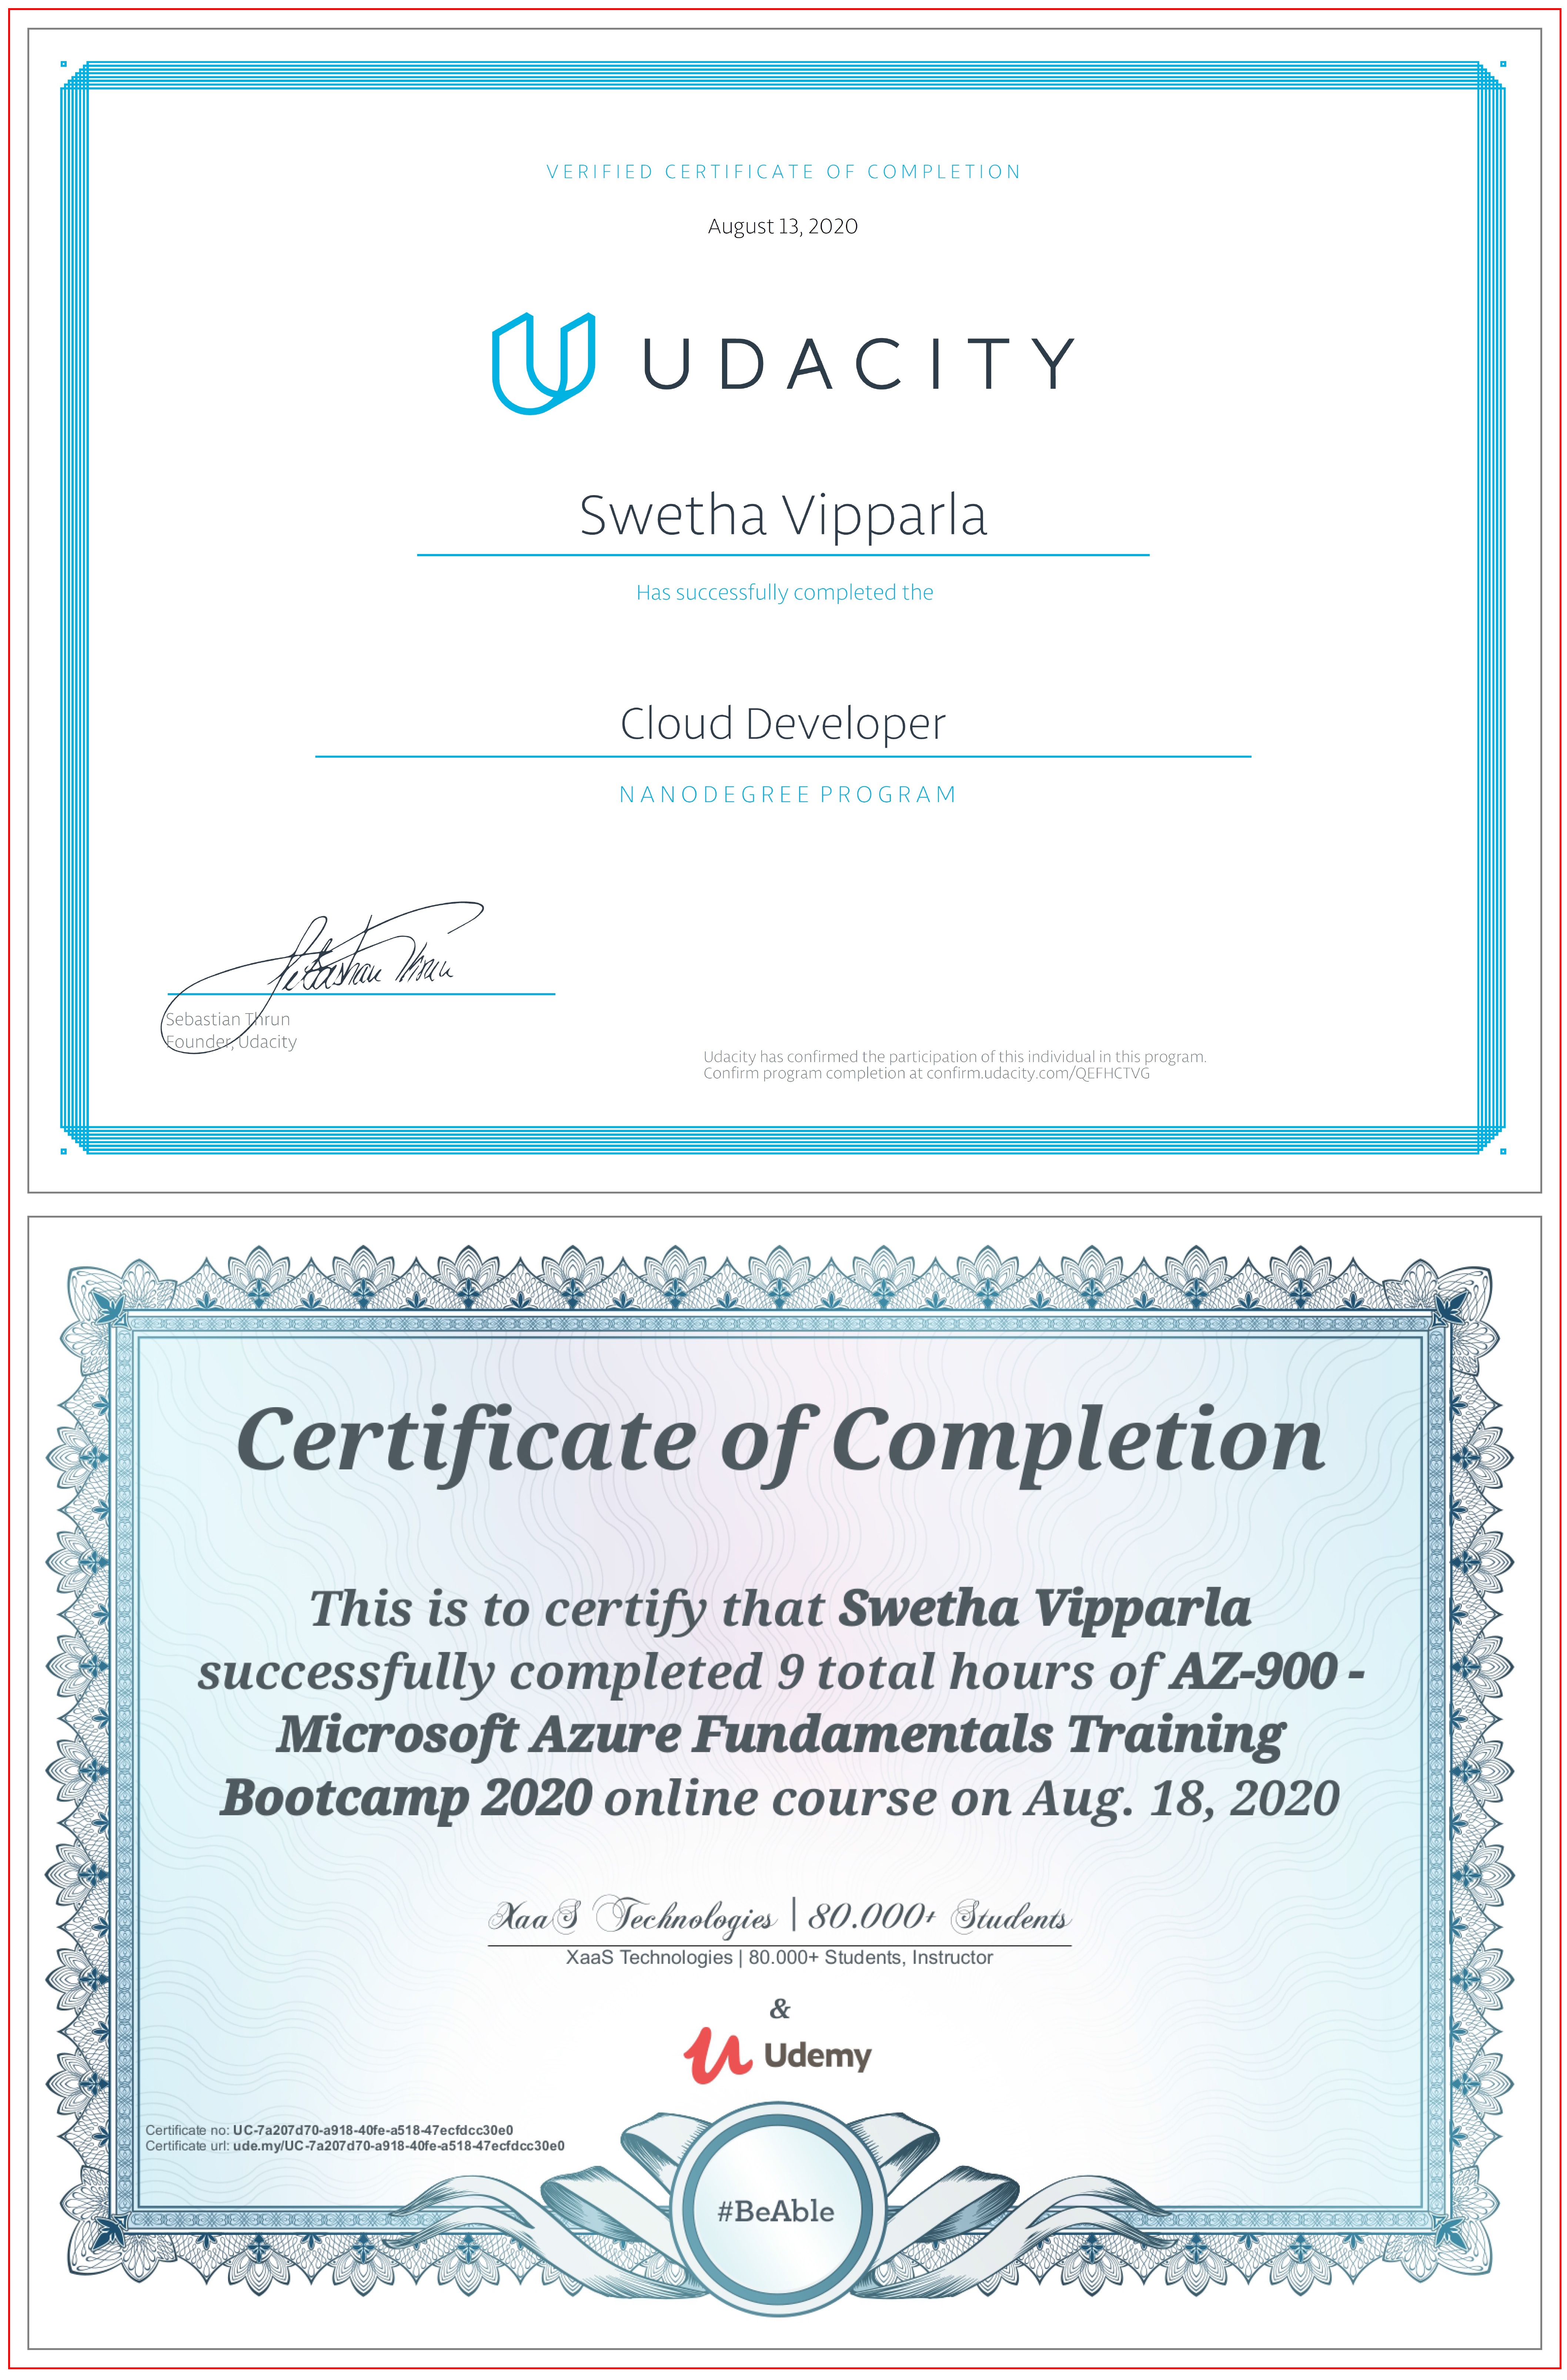 VERIFIED CERTIFICATE OF COMPLETION
August 13, 2020
UDACITY
Swetha Vipparla
Has successfully completed the
Cloud Developer
NANODEGREE PROGRAM
Sebastian Thrun
Sebastian Thrun
Founder, Udacity
Udacity has confirmed the participation of this individual in this program.
Confirm program completion at confirm.udacity.com/QEFHCTVG
Certificate of Completion
This is to certify that Swetha Vipparla
successfully completed 9 total hours of AZ-900 -
Microsoft Azure Fundamentals Training
Bootcamp 2020 online course on Aug. 18, 2020
XaaS Technologies | 80.000+ Students
XaaS Technologies | 80.000+ Students, Instructor
&
Udemy
Certificate no: UC-7a207d70-a918-40fe-a518-47ecfdcc30e0
Certificate url: ude.my/UC-7a207d70-a918-40fe-a518-47ecfdcc30e0
#BeAble